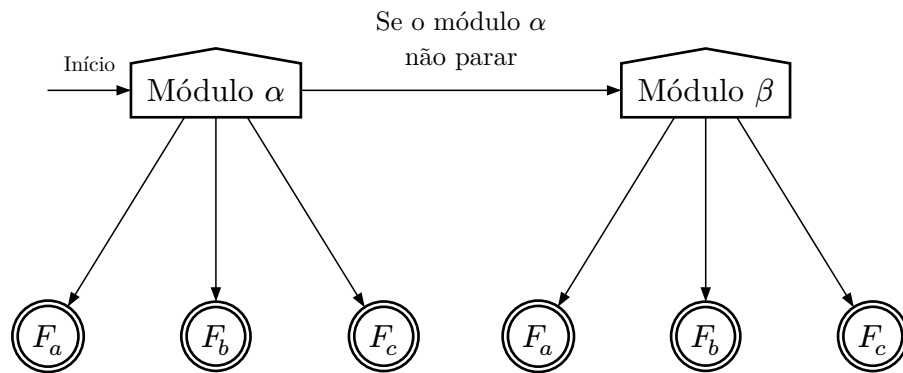 Se o módulo α
não parar
Início
Módulo α
Módulo β
F_a
F_b
F_c
F_a
F_b
F_c